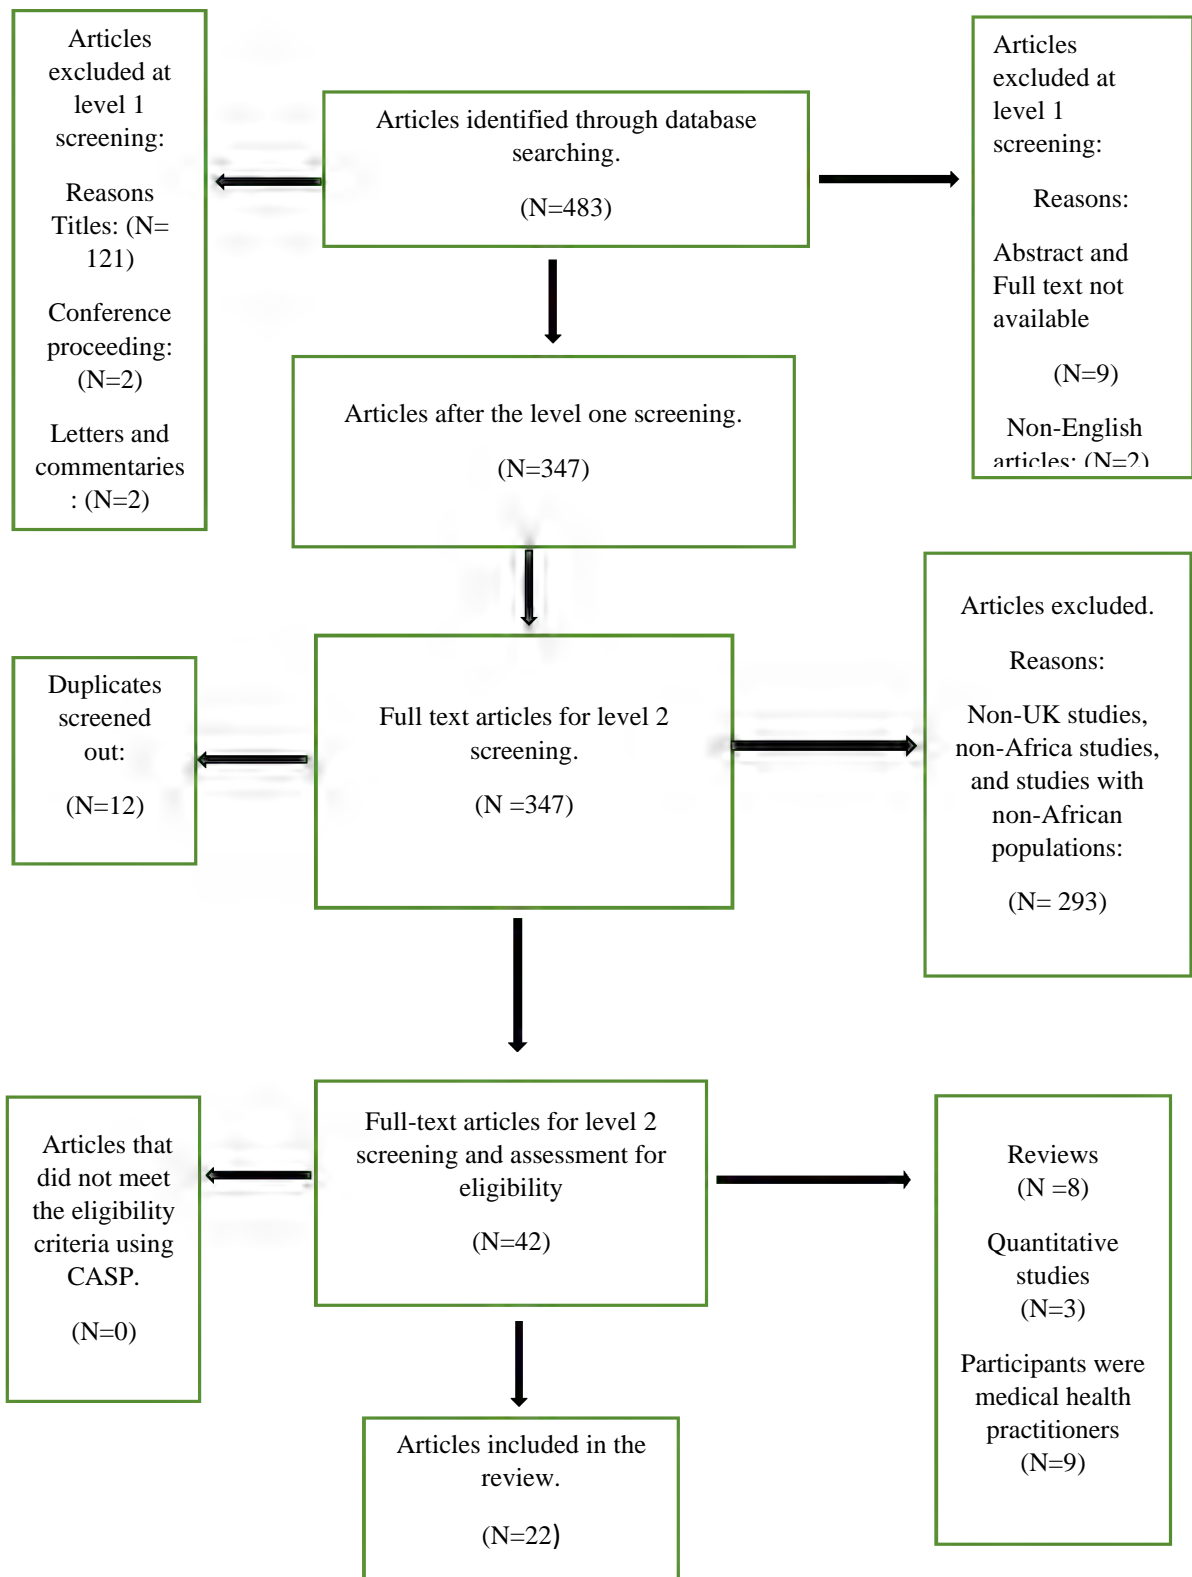 Articles
excluded at
level 1
screening:
Reasons
Titles: (N=
121)
Conference
proceeding:
(N=2)
Letters and
commentaries
: (N=2)
Articles identified through database
searching.
(N=483)
Articles
excluded at
level 1
screening:
Reasons:
Abstract and
Full text not
available
(N=9)
Non-English
articles: (N=2)
Articles after the level one screening.
(N=347)
Duplicates
screened
out:
(N=12)
Full text articles for level 2
screening.
(N =347)
Articles excluded.
Reasons:
Non-UK studies,
non-Africa studies,
and studies with
non-African
populations:
(N= 293)
Articles that
did not meet
the eligibility
criteria using
CASP.
(N=0)
Full-text articles for level 2
screening and assessment for
eligibility
(N=42)
Reviews
(N =8)
Quantitative
studies
(N=3)
Participants were
medical health
practitioners
(N=9)
Articles included in the
review.
(N=22)